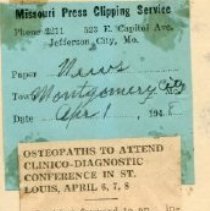 Missouri Press Clipping Service
Phone 2211 523 E. Capitol Ave.
Jefferson City, Mo.
Paper News
Town Montgomery City
Date Apr 1 , 194
OSTEOPATHS TO ATTEND
CLINICO-DIAGNOSTIC
CONFERENCE IN ST.
LOUIS, APRIL 6, 7, 8